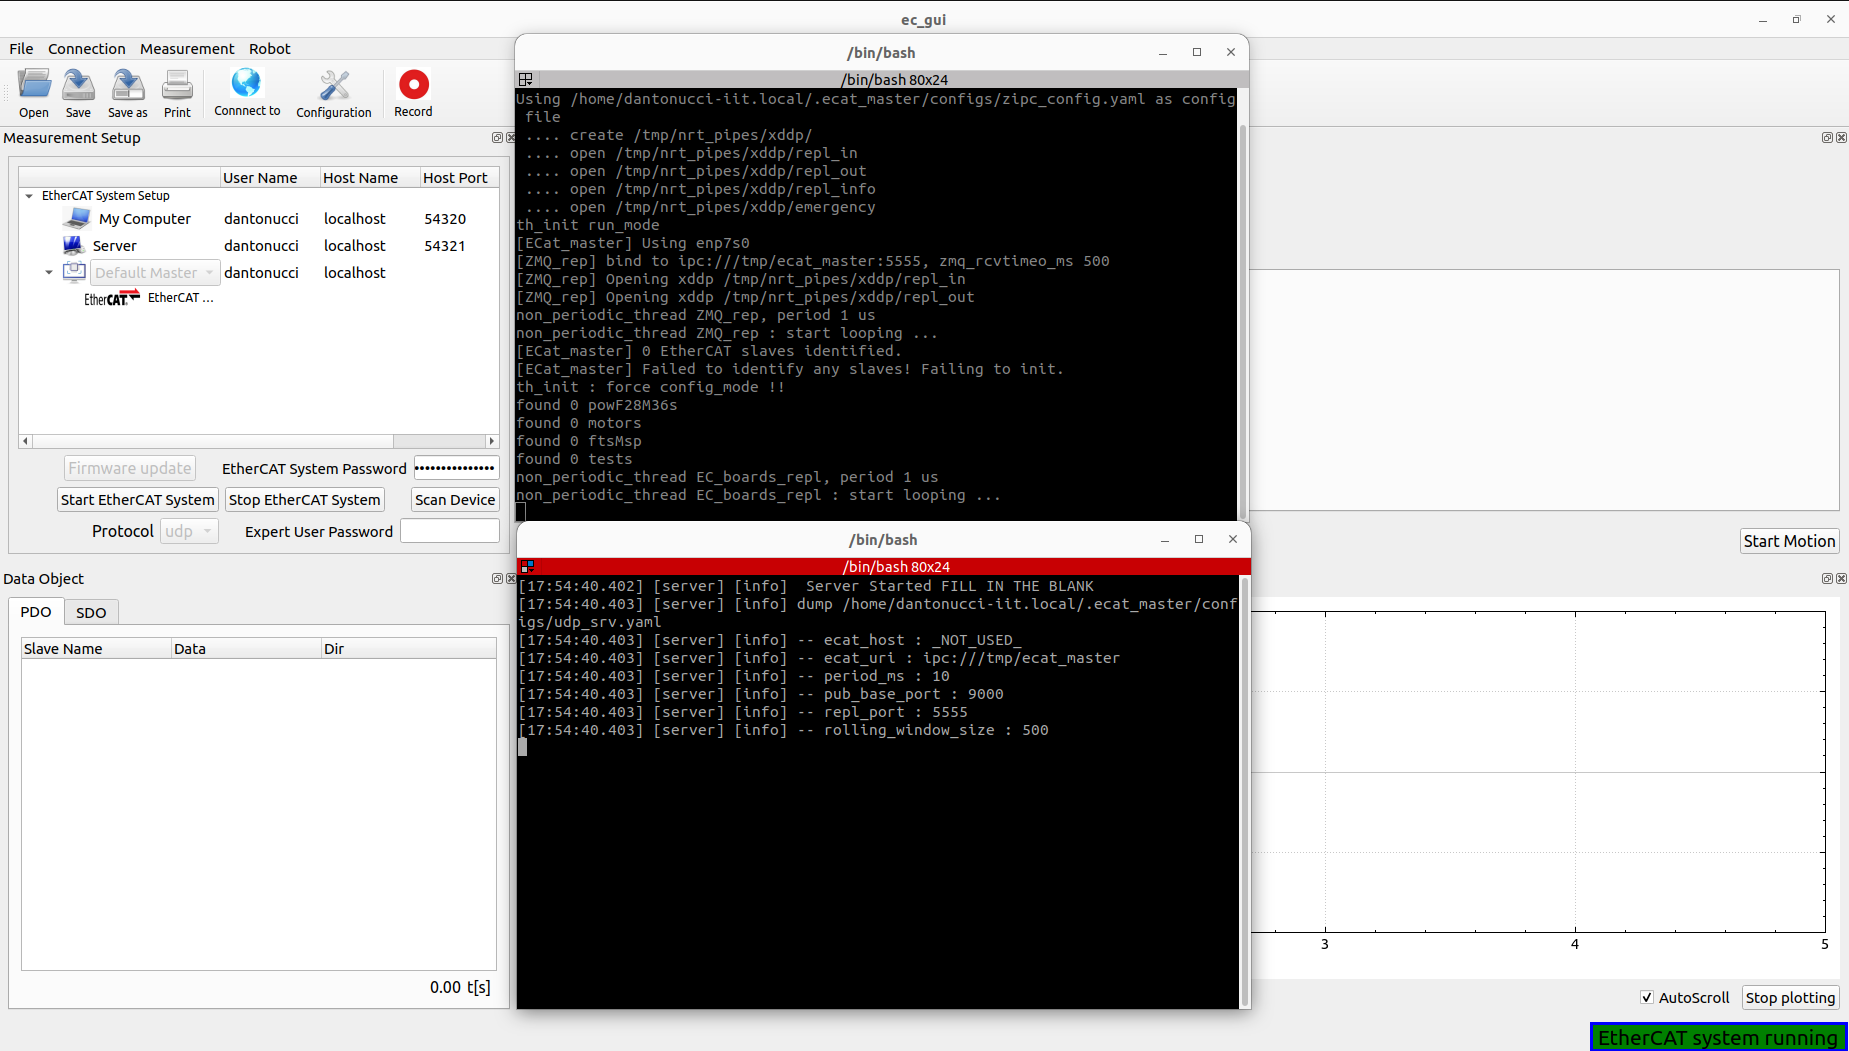 ec_gui
File Connection Measurement Robot
Open Save Save as Print Connnect to Configuration Record
Measurement Setup
User Name Host Name Host Port
EtherCAT System Setup
My Computer dantonucci localhost 54320
Server dantonucci localhost 54321
Default Master dantonucci localhost
EtherCAT EtherCAT ...
Firmware update EtherCAT System Password •••••••••••••••
Start EtherCAT System Stop EtherCAT System Scan Device
Protocol udp Expert User Password
Data Object
PDO SDO
Slave Name Data Dir
0.00 t[s]
/bin/bash
/bin/bash 80x24
Using /home/dantonucci-iit.local/.ecat_master/configs/zipc_config.yaml as config
file
.... create /tmp/nrt_pipes/xddp/
.... open /tmp/nrt_pipes/xddp/repl_in
.... open /tmp/nrt_pipes/xddp/repl_out
.... open /tmp/nrt_pipes/xddp/repl_info
.... open /tmp/nrt_pipes/xddp/emergency
th_init run_mode
[ECat_master] Using enp7s0
[ZMQ_rep] bind to ipc:///tmp/ecat_master:5555, zmq_rcvtimeo_ms 500
[ZMQ_rep] Opening xddp /tmp/nrt_pipes/xddp/repl_in
[ZMQ_rep] Opening xddp /tmp/nrt_pipes/xddp/repl_out
non_periodic_thread ZMQ_rep, period 1 us
non_periodic_thread ZMQ_rep : start looping ...
[ECat_master] 0 EtherCAT slaves identified.
[ECat_master] Failed to identify any slaves! Failing to init.
th_init : force config_mode !!
found 0 powF28M36s
found 0 motors
found 0 ftsMsp
found 0 tests
non_periodic_thread EC_boards_repl, period 1 us
non_periodic_thread EC_boards_repl : start looping ...
/bin/bash
/bin/bash 80x24
[17:54:40.402] [server] [info]  Server Started FILL IN THE BLANK
[17:54:40.403] [server] [info] dump /home/dantonucci-iit.local/.ecat_master/conf
igs/udp_srv.yaml
[17:54:40.403] [server] [info] -- ecat_host : _NOT_USED_
[17:54:40.403] [server] [info] -- ecat_uri : ipc:///tmp/ecat_master
[17:54:40.403] [server] [info] -- period_ms : 10
[17:54:40.403] [server] [info] -- pub_base_port : 9000
[17:54:40.403] [server] [info] -- repl_port : 5555
[17:54:40.403] [server] [info] -- rolling_window_size : 500
Start Motion
3 4 5
AutoScroll Stop plotting
EtherCAT system running